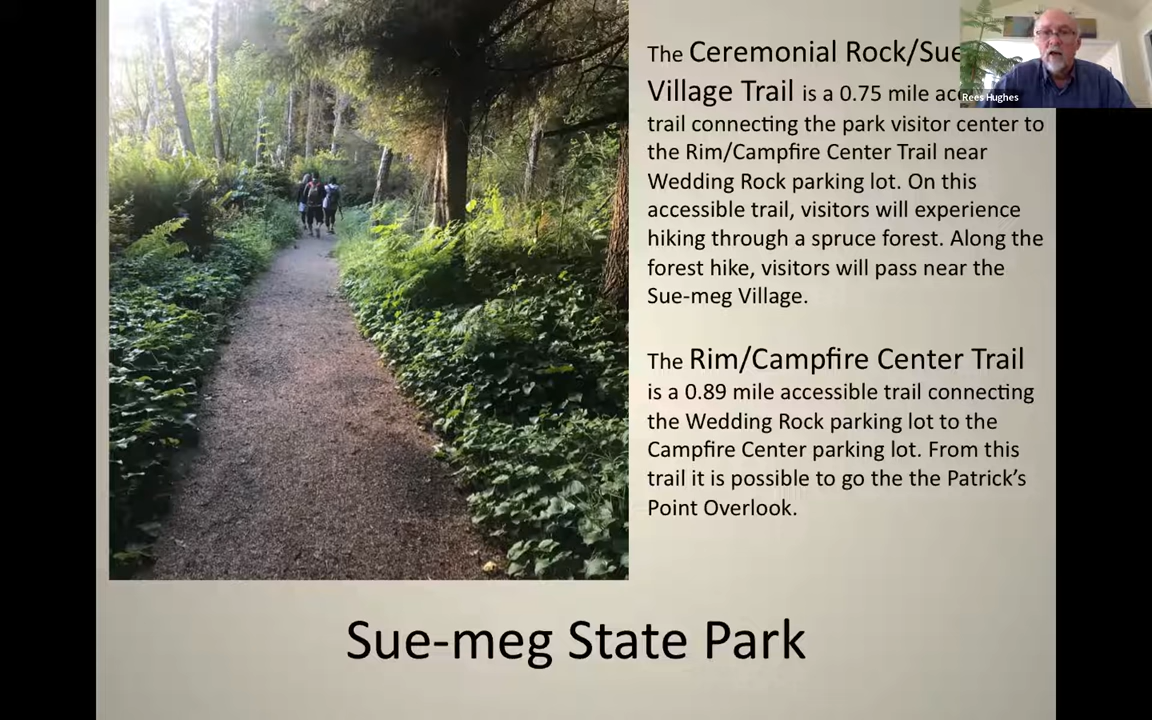 The Ceremonial Rock/Sue
Village Trail is a 0.75 mile
trail connecting the park visitor center to
the Rim/Campfire Center Trail near
Wedding Rock parking lot. On this
accessible trail, visitors will experience
hiking through a spruce forest. Along the
forest hike, visitors will pass near the
Sue-meg Village.
The Rim/Campfire Center Trail
is a 0.89 mile accessible trail connecting
the Wedding Rock parking lot to the
Campfire Center parking lot. From this
trail it is possible to go the the Patrick’s
Point Overlook.
Sue-meg State Park
Rees Hughes